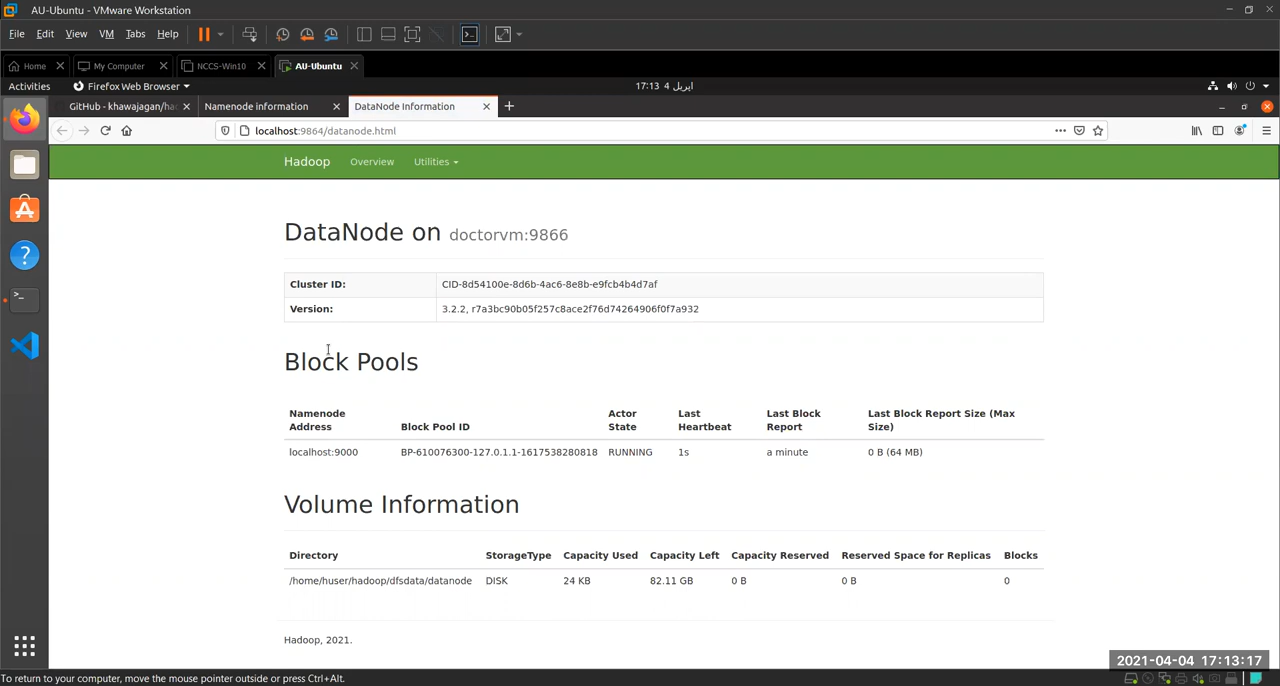 AU-Ubuntu - VMware Workstation
File Edit View VM Tabs Help
Home My Computer NCCS-Win10 AU-Ubuntu
Activities Firefox Web Browser 17:13 4 اپریل
GitHub - khawajagan/had Namenode information DataNode Information
localhost:9864/datanode.html
Hadoop Overview Utilities
DataNode on doctorvm:9866
Cluster ID: CID-8d54100e-8d6b-4ac6-8e8b-e9fcb4b4d7af
Version: 3.2.2, r7a3bc90b05f257c8ace2f76d74264906f0f7a932
Block Pools
Namenode Address Block Pool ID Actor State Last Heartbeat Last Block Report Last Block Report Size (Max Size)
localhost:9000 BP-610076300-127.0.1.1-1617538280818 RUNNING 1s a minute 0 B (64 MB)
Volume Information
Directory StorageType Capacity Used Capacity Left Capacity Reserved Reserved Space for Replicas Blocks
/home/huser/hadoop/dfsdata/datanode DISK 24 KB 82.11 GB 0 B 0 B 0
Hadoop, 2021.
2021-04-04 17:13:17
To return to your computer, move the mouse pointer outside or press Ctrl+Alt.